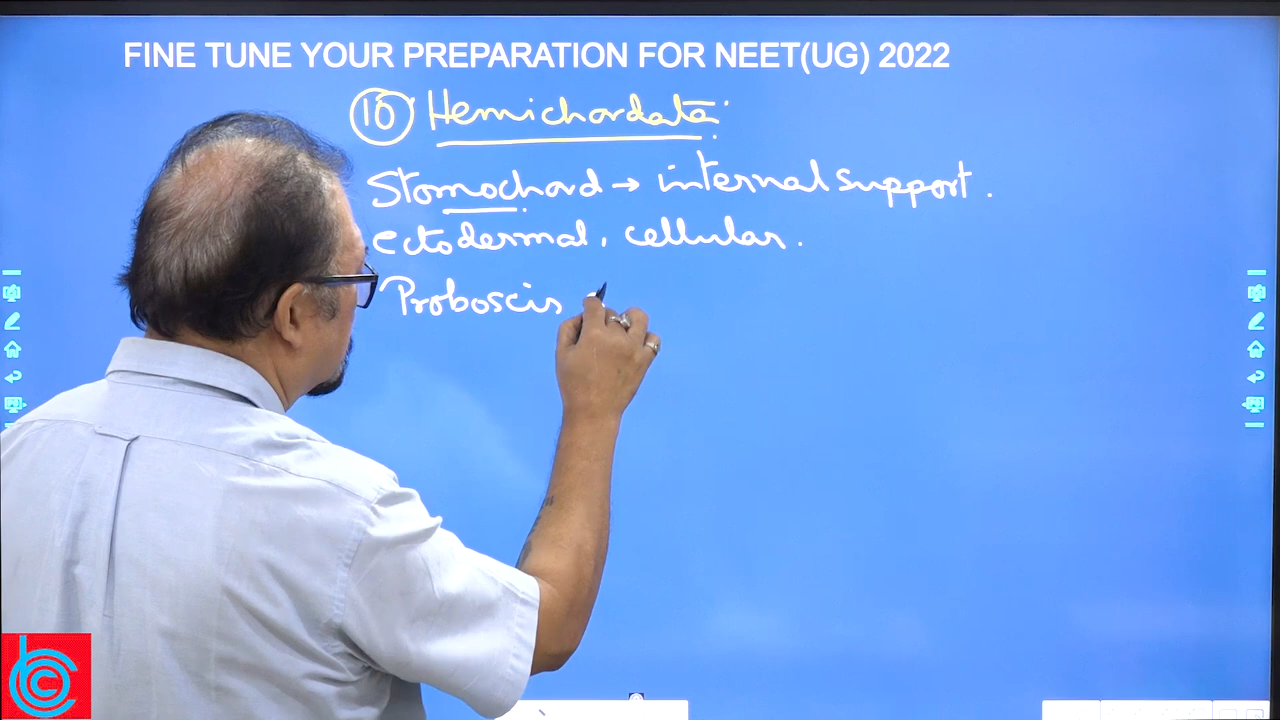 FINE TUNE YOUR PREPARATION FOR NEET(UG) 2022
10 Hemichordata:
Stomochord → internal support.
ectodermal, cellular.
Proboscis